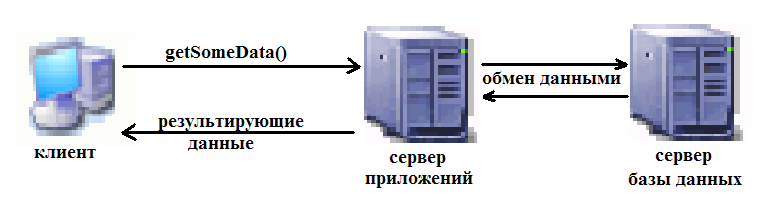 getSomeData()
обмен данными
результирующие
данные
клиент
сервер
приложений
сервер
базы данных